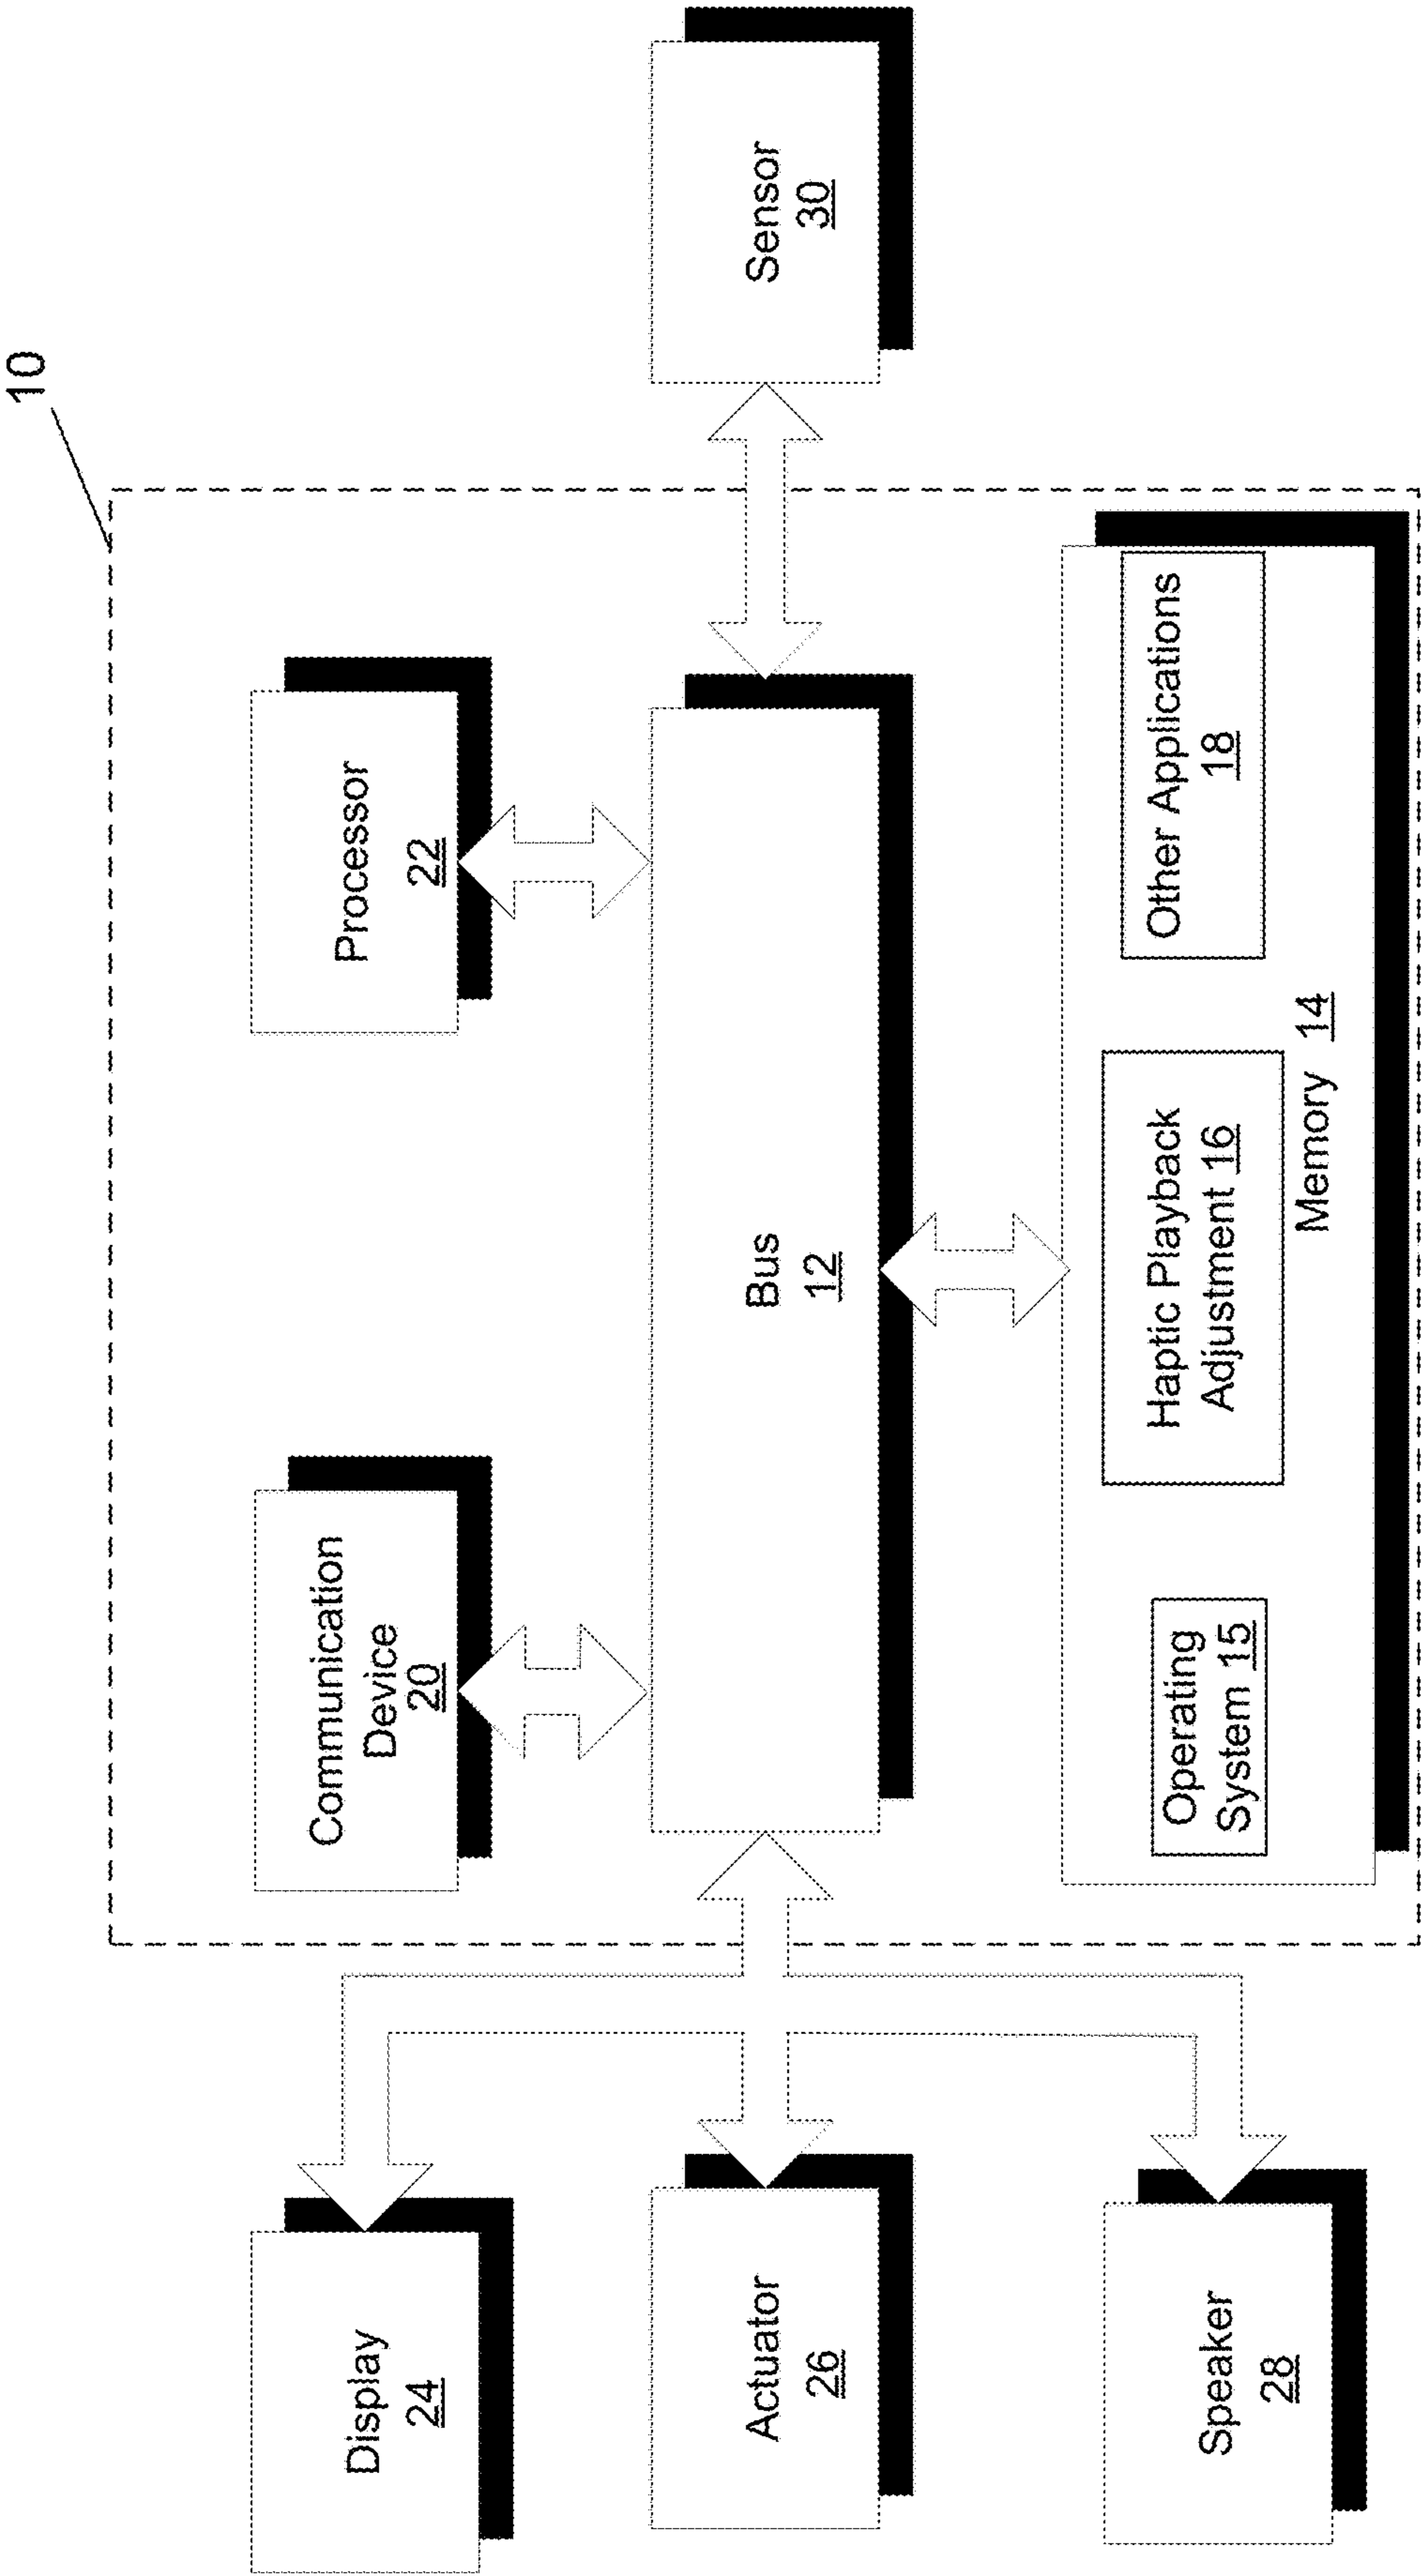 10
Communication
Device
20
Processor
22
Display
24
Actuator
26
Bus
12
Sensor
30
Speaker
28
Operating
System 15
Haptic Playback
Adjustment 16
Other Applications
18
Memory 14